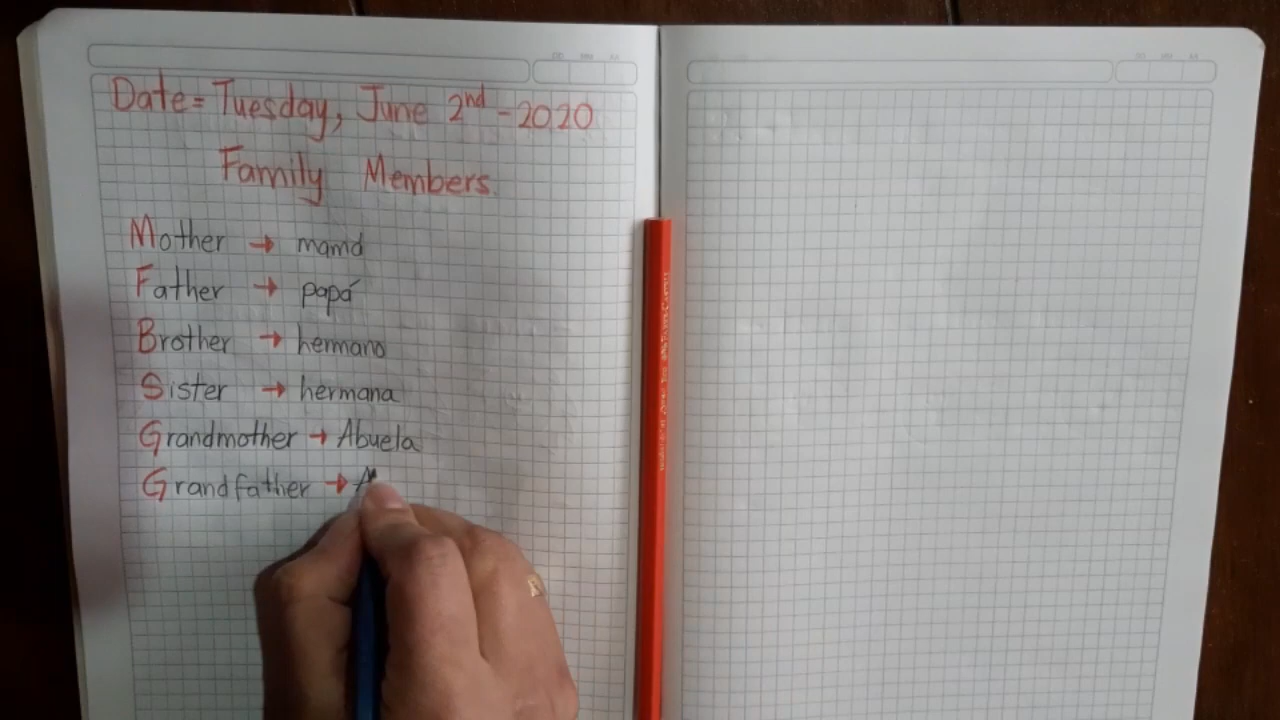 Date = Tuesday, June 2nd - 2020
Family Members
Mother → mamá
Father → papá
Brother → hermano
Sister → hermana
Grandmother → Abuela
Grandfather → A